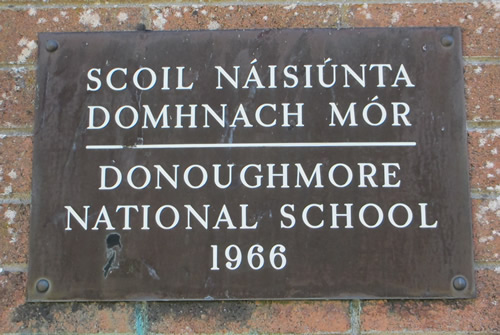 SCOIL NÁISIÚNTA
DOMHNACH MÓR
DONOUGHMORE
NATIONAL SCHOOL
1966